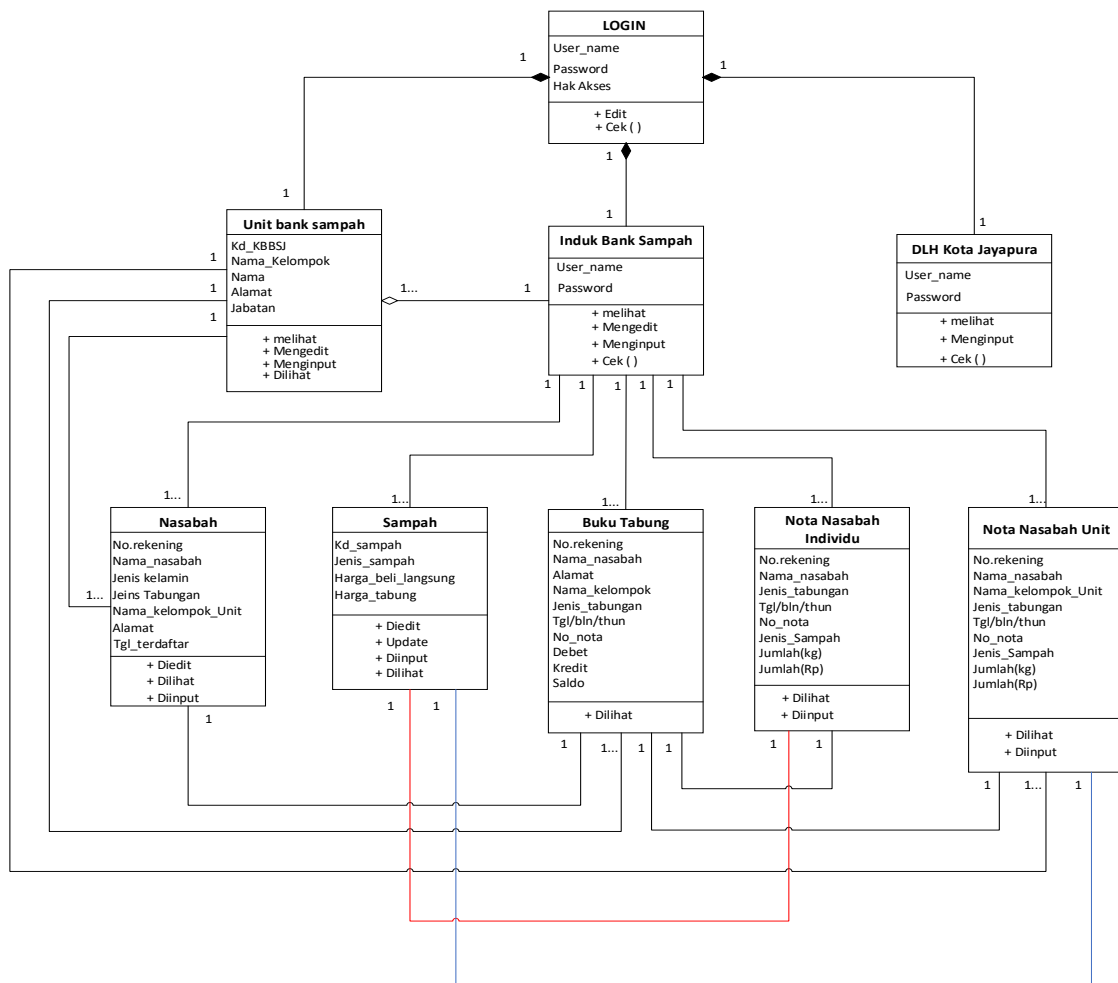 LOGIN
User_name
Password
Hak Akses
+ Edit
+ Cek ( )
1
1
1
1
1
1
Unit bank sampah
Kd_KBBSJ
Nama_Kelompok
Nama
Alamat
Jabatan
+ melihat
+ Mengedit
+ Menginput
+ Dilihat
1
1
1
1...
1
Induk Bank Sampah
User_name
Password
+ melihat
+ Mengedit
+ Menginput
+ Cek ( )
DLH Kota Jayapura
User_name
Password
+ melihat
+ Menginput
+ Cek ( )
1
1
1
1
1
1...
1...
1...
1...
1...
1...
Nasabah
No.rekening
Nama_nasabah
Jenis kelamin
Jeins Tabungan
Nama_kelompok_Unit
Alamat
Tgl_terdaftar
+ Diedit
+ Dilihat
+ Diinput
1
Sampah
Kd_sampah
Jenis_sampah
Harga_beli_langsung
Harga_tabung
+ Diedit
+ Update
+ Diinput
+ Dilihat
1
1
Buku Tabung
No.rekening
Nama_nasabah
Alamat
Nama_kelompok
Jenis_tabungan
Tgl/bln/thun
No_nota
Debet
Kredit
Saldo
+ Dilihat
1
1...
1
1
Nota Nasabah
Individu
No.rekening
Nama_nasabah
Jenis_tabungan
Tgl/bln/thun
No_nota
Jenis_Sampah
Jumlah(kg)
Jumlah(Rp)
+ Dilihat
+ Diinput
1
1
Nota Nasabah Unit
No.rekening
Nama_nasabah
Nama_kelompok_Unit
Jenis_tabungan
Tgl/bln/thun
No_nota
Jenis_Sampah
Jumlah(kg)
Jumlah(Rp)
+ Dilihat
+ Diinput
1
1...
1